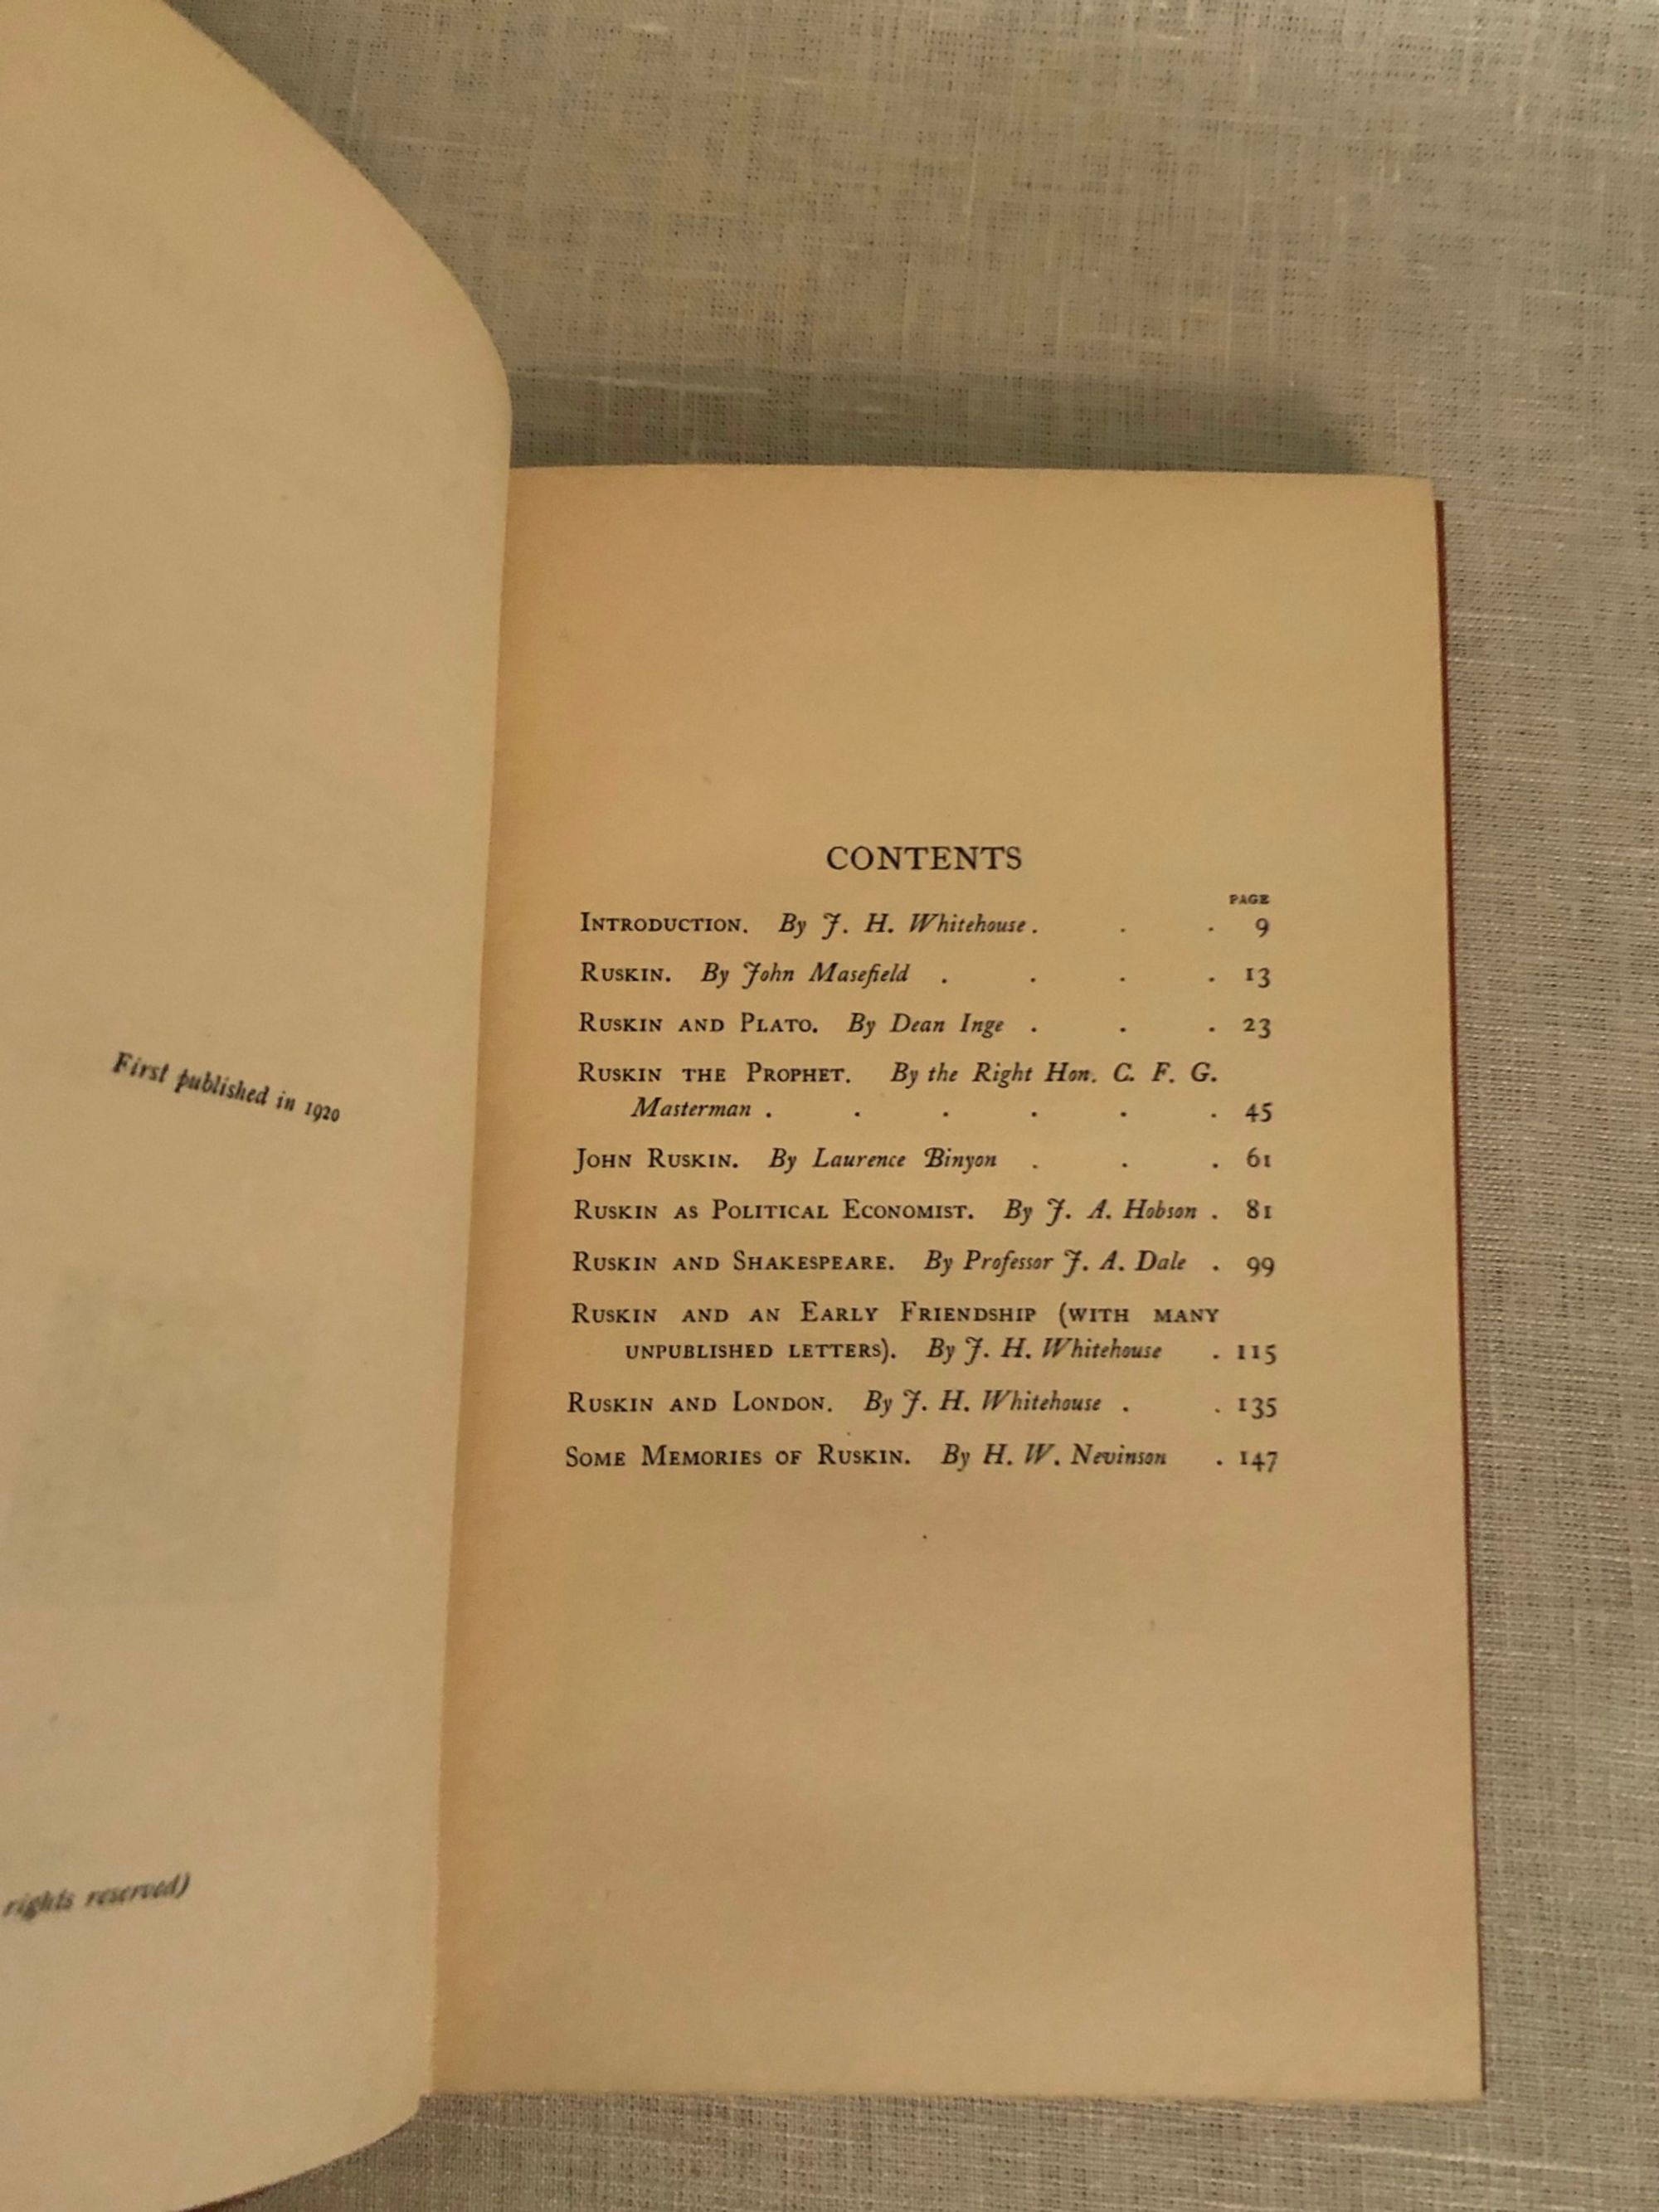 First published in 1920
rights reserved)
CONTENTS
PAGE
INTRODUCTION. By J. H. Whitehouse . . . 9
RUSKIN. By John Masefield . . . . 13
RUSKIN AND PLATO. By Dean Inge . . . 23
RUSKIN THE PROPHET. By the Right Hon. C. F. G.
Masterman . . . . . . 45
JOHN RUSKIN. By Laurence Binyon . . . 61
RUSKIN AS POLITICAL ECONOMIST. By J. A. Hobson . 81
RUSKIN AND SHAKESPEARE. By Professor J. A. Dale . 99
RUSKIN AND AN EARLY FRIENDSHIP (WITH MANY
UNPUBLISHED LETTERS). By J. H. Whitehouse . 115
RUSKIN AND LONDON. By J. H. Whitehouse . . 135
SOME MEMORIES OF RUSKIN. By H. W. Nevinson . 147